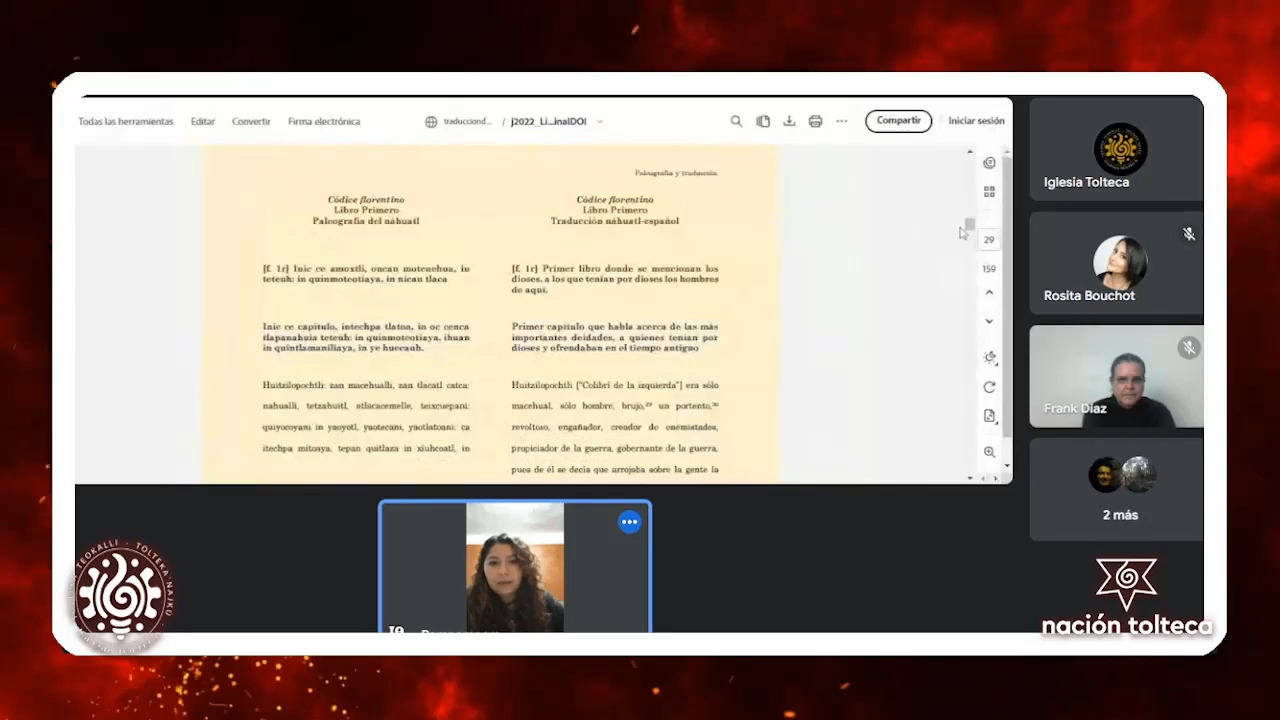 Todas las herramientas Editar Convertir Firma electrónica traducciond... / j2022_Li...inalDOI Compartir Iniciar sesión
Paleografía y traducción
Códice florentino
Libro Primero
Paleografía del náhuatl
[f. 1r] Inic ce amoxtli, oncan motenehua, in
teteuh: in quinmoteotiaya, in nican tlaca
Inic ce capitulo, intechpa tlatoa, in oc cenca
tlapanahuia teteuh: in quinmoteotiaya, ihuan
in quintlamaniliaya, in ye huecauh.
Huitzilopochtli: zan macehualli, zan tlacatl catca:
nahualli, tetzahuitl, atlacacemelle, teixcuepani:
quiyocoyani in yaoyotl, yaotecani, yaotlatoani: ca
itechpa mitoaya, tepan quitlaza in xiuhcoatl, in
Códice florentino
Libro Primero
Traducción náhuatl-español
[f. 1r] Primer libro donde se mencionan los
dioses, a los que tenían por dioses los hombres
de aquí.
Primer capítulo que habla acerca de las más
importantes deidades, a quienes tenían por
dioses y ofrendaban en el tiempo antiguo
Huitzilopochtli ["Colibrí de la izquierda"] era sólo
macehual, sólo hombre, brujo,²⁹ un portento,³⁰
revoltoso, engañador, creador de enemistades,
propiciador de la guerra, gobernante de la guerra,
pues de él se decía que arrojaba sobre la gente la
29
159
Iglesia Tolteca
Rosita Bouchot
Frank Diaz
2 más
TEOKALLI · TOLTEKA NAJKU
nación tolteca